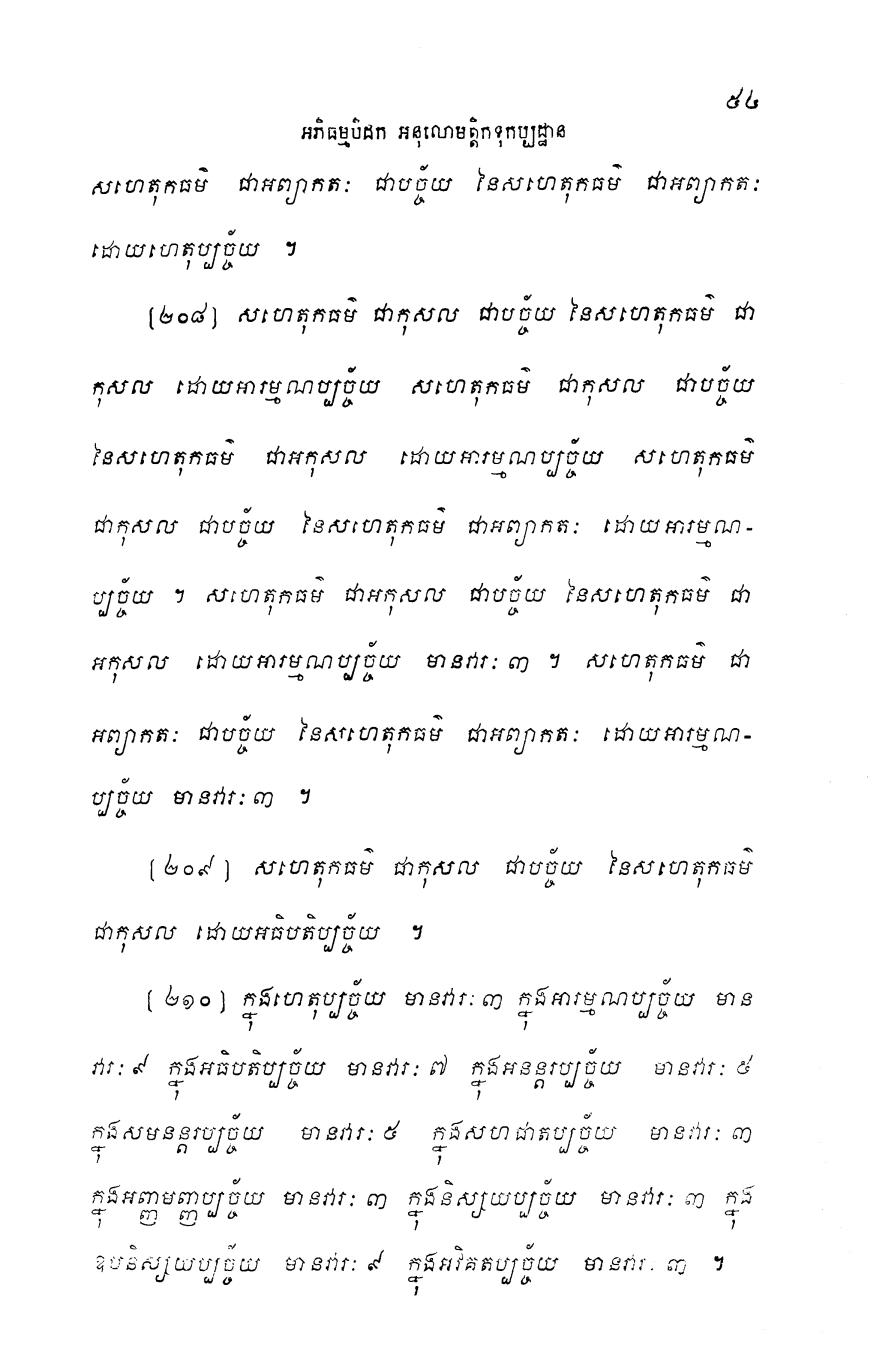 ៥៤
អភិធម្មបិដក អនុលោមត្តិកទុកប្បដ្ឋាន
សហេតុកធម៌ ជាអព្យាកតៈ ជាបច្ច័យ នៃសហេតុកធម៌ ជាអព្យាកតៈ
ដោយហេតុប្បច្ច័យ ។
[២០៨] សហេតុកធម៌ ជាកុសល ជាបច្ច័យ នៃសហេតុកធម៌ ជា
កុសល ដោយអារម្មណប្បច្ច័យ សហេតុកធម៌ ជាកុសល ជាបច្ច័យ
នៃសហេតុកធម៌ ជាអកុសល ដោយអារម្មណប្បច្ច័យ សហេតុកធម៌
ជាកុសល ជាបច្ច័យ នៃសហេតុកធម៌ ជាអព្យាកតៈ ដោយអារម្មណ-
ប្បច្ច័យ ។ សហេតុកធម៌ ជាអកុសល ជាបច្ច័យ នៃសហេតុកធម៌ ជា
អកុសល ដោយអារម្មណប្បច្ច័យ មានវារៈ ៣ ។ សហេតុកធម៌ ជា
អព្យាកតៈ ជាបច្ច័យ នៃសហេតុកធម៌ ជាអព្យាកតៈ ដោយអារម្មណ-
ប្បច្ច័យ មានវារៈ ៣ ។
[២០៩] សហេតុកធម៌ ជាកុសល ជាបច្ច័យ នៃសហេតុកធម៌
ជាកុសល ដោយអធិបតិប្បច្ច័យ ។
[២១០] ក្នុងហេតុប្បច្ច័យ មានវារៈ ៣ ក្នុងអារម្មណប្បច្ច័យ មាន
វារៈ ៩ ក្នុងអធិបតិប្បច្ច័យ មានវារៈ ៧ ក្នុងអនន្តរប្បច្ច័យ មានវារៈ ៥
ក្នុងសមនន្តរប្បច្ច័យ មានវារៈ ៥ ក្នុងសហជាតប្បច្ច័យ មានវារៈ ៣
ក្នុងអញ្ញមញ្ញប្បច្ច័យ មានវារៈ ៣ ក្នុងនិស្សយប្បច្ច័យ មានវារៈ ៣ ក្នុង
ឧបនិស្សយប្បច្ច័យ មានវារៈ ៩ ក្នុងអវិគតប្បច្ច័យ មានវារៈ ៣ ។